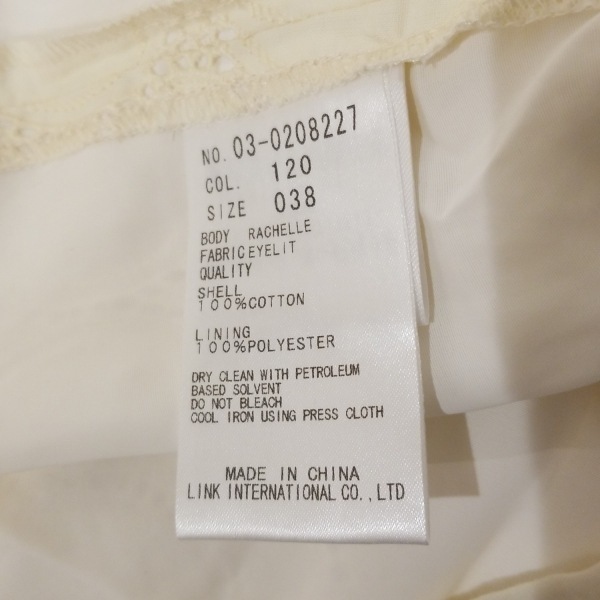 NO. 03-0208227
COL. 120
SIZE 038
BODY RACHELLE
FABRIC EYELIT
QUALITY
SHELL
100%COTTON
LINING
100%POLYESTER
DRY CLEAN WITH PETROLEUM
BASED SOLVENT
DO NOT BLEACH
COOL IRON USING PRESS CLOTH
MADE IN CHINA
LINK INTERNATIONAL CO.,LTD